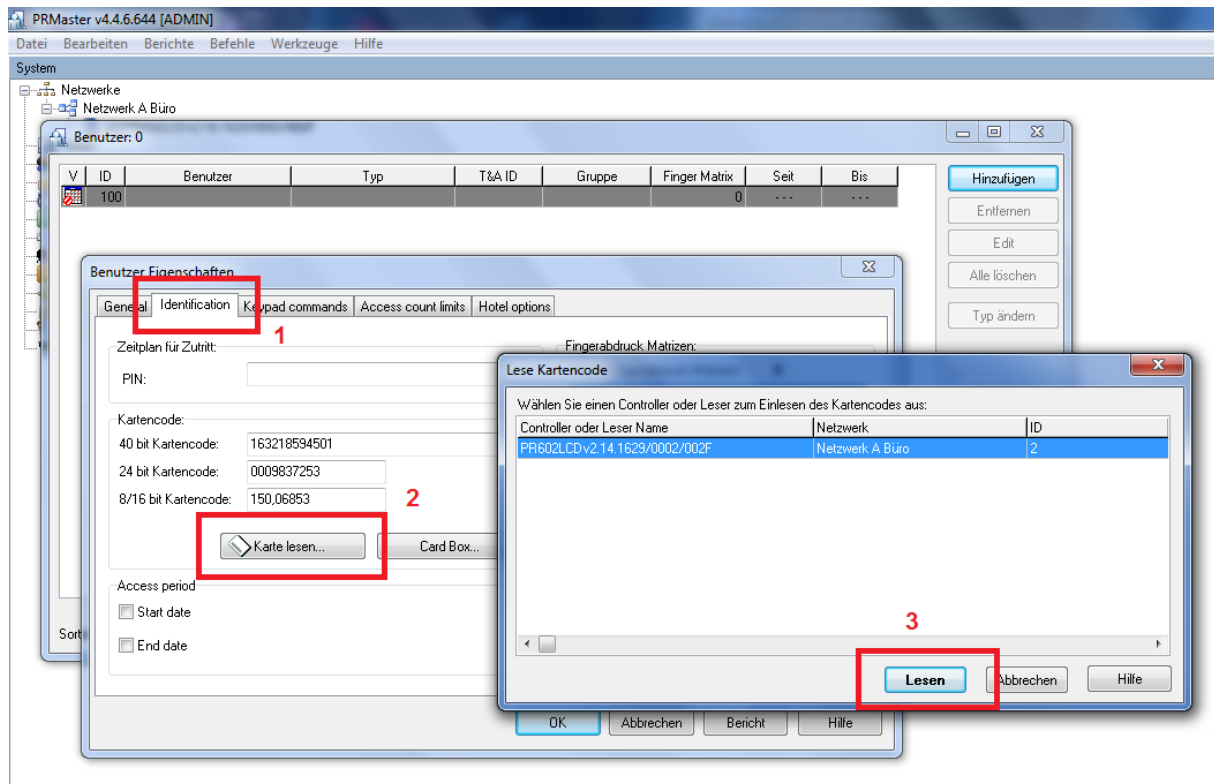 PRMaster v4.4.6.644 [ADMIN]
Datei Bearbeiten Berichte Befehle Werkzeuge Hilfe
System
Netzwerke
Netzwerk A Büro
Benutzer: 0
V ID Benutzer Typ T&A ID Gruppe Finger Matrix Seit Bis
100 0 --- ---
Hinzufügen
Entfernen
Edit
Alle löschen
Typ ändern
Benutzer Eigenschaften
General Identification Keypad commands Access count limits Hotel options
1
Zeitplan für Zutritt:
PIN:
Fingerabdruck Matrizen:
Kartencode:
40 bit Kartencode: 163218594501
24 bit Kartencode: 0009837253
8/16 bit Kartencode: 150,06853
2
Karte lesen...
Card Box...
Access period
Start date
End date
Sort
OK Abbrechen Bericht Hilfe
Lese Kartencode
Wählen Sie einen Controller oder Leser zum Einlesen des Kartencodes aus:
Controller oder Leser Name Netzwerk ID
PR602LCDv2.14.1629/0002/002F Netzwerk A Büro 2
3
Lesen Abbrechen Hilfe